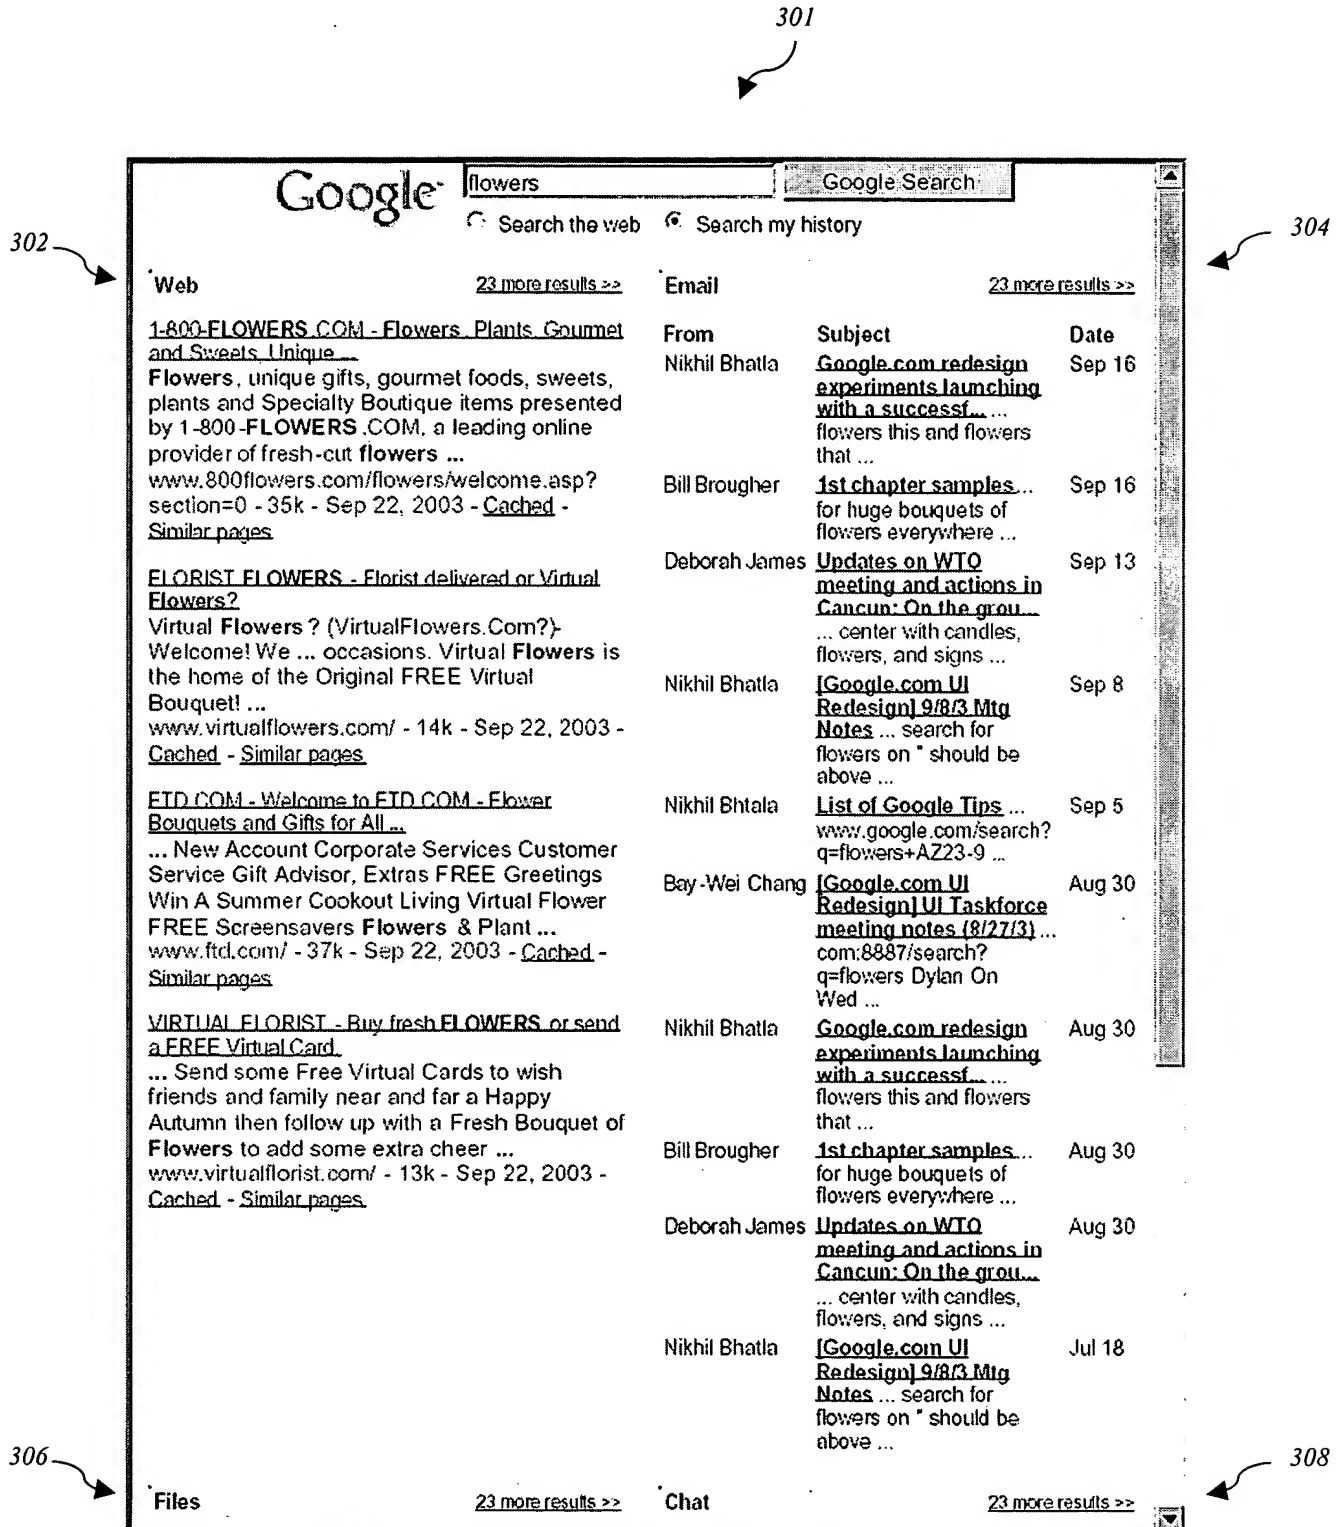 301
Google
flowers
Google Search
Search the web
Search my history
302
304
Web
23 more results >>
1-800-FLOWERS.COM - Flowers, Plants, Gourmet
and Sweets, Unique ...
Flowers, unique gifts, gourmet foods, sweets,
plants and Specialty Boutique items presented
by 1-800-FLOWERS.COM, a leading online
provider of fresh-cut flowers ...
www.800flowers.com/flowers/welcome.asp?
section=0 - 35k - Sep 22, 2003 - Cached -
Similar pages
FLORIST FLOWERS - Florist delivered or Virtual
Flowers?
Virtual Flowers? (VirtualFlowers.Com?)-
Welcome! We ... occasions. Virtual Flowers is
the home of the Original FREE Virtual
Bouquet! ...
www.virtualflowers.com/ - 14k - Sep 22, 2003 -
Cached - Similar pages
FTD.COM - Welcome to FTD.COM - Flower
Bouquets and Gifts for All ...
... New Account Corporate Services Customer
Service Gift Advisor, Extras FREE Greetings
Win A Summer Cookout Living Virtual Flower
FREE Screensavers Flowers & Plant ...
www.ftd.com/ - 37k - Sep 22, 2003 - Cached -
Similar pages
VIRTUAL FLORIST - Buy fresh FLOWERS or send
a FREE Virtual Card
... Send some Free Virtual Cards to wish
friends and family near and far a Happy
Autumn then follow up with a Fresh Bouquet of
Flowers to add some extra cheer ...
www.virtualflorist.com/ - 13k - Sep 22, 2003 -
Cached - Similar pages
Email
23 more results >>
From Subject Date
Nikhil Bhatla Google.com redesign Sep 16
experiments launching
with a successf... ...
flowers this and flowers
that ...
Bill Brougher 1st chapter samples... Sep 16
for huge bouquets of
flowers everywhere ...
Deborah James Updates on WTO Sep 13
meeting and actions in
Cancun: On the grou...
... center with candles,
flowers, and signs ...
Nikhil Bhatla [Google.com UI Sep 8
Redesign] 9/8/3 Mtg
Notes ... search for
flowers on " should be
above ...
Nikhil Bhtala List of Google Tips ... Sep 5
www.google.com/search?
q=flowers+AZ23-9 ...
Bay-Wei Chang [Google.com UI Aug 30
Redesign] UI Taskforce
meeting notes (8/27/3) ...
com:8887/search?
q=flowers Dylan On
Wed ...
Nikhil Bhatla Google.com redesign Aug 30
experiments launching
with a successf... ...
flowers this and flowers
that ...
Bill Brougher 1st chapter samples... Aug 30
for huge bouquets of
flowers everywhere ...
Deborah James Updates on WTO Aug 30
meeting and actions in
Cancun: On the grou...
... center with candles,
flowers, and signs ...
Nikhil Bhatla [Google.com UI Jul 18
Redesign] 9/8/3 Mtg
Notes ... search for
flowers on " should be
above ...
306
308
Files
23 more results >>
Chat
23 more results >>